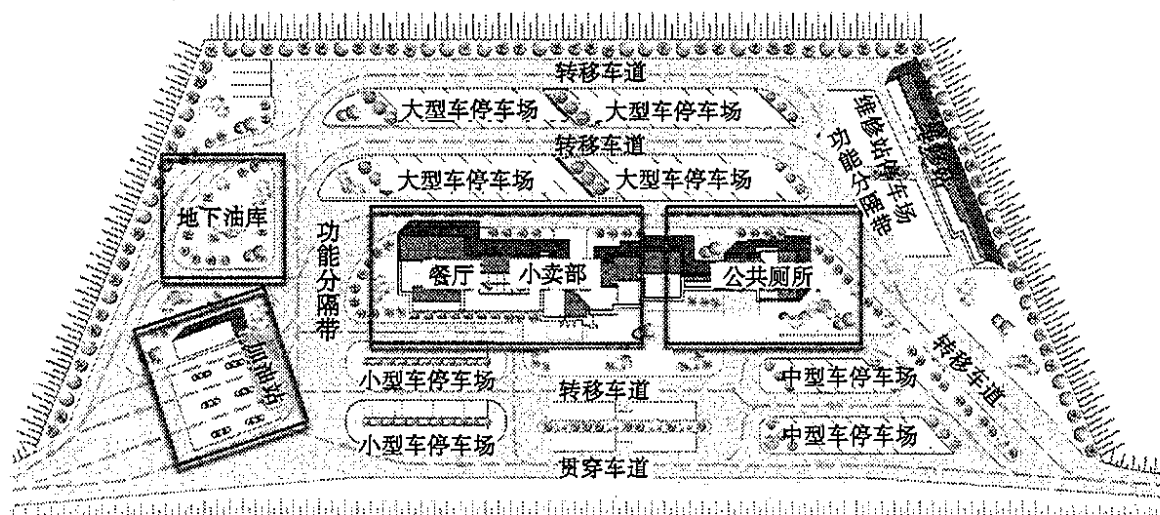 转移车道
大型车停车场
大型车停车场
转移车道
大型车停车场
大型车停车场
维修站停车场
功能分隔带
维修站
地下油库
功能分隔带
餐厅
小卖部
公共厕所
加油站
小型车停车场
转移车道
中型车停车场
转移车道
小型车停车场
中型车停车场
贯穿车道